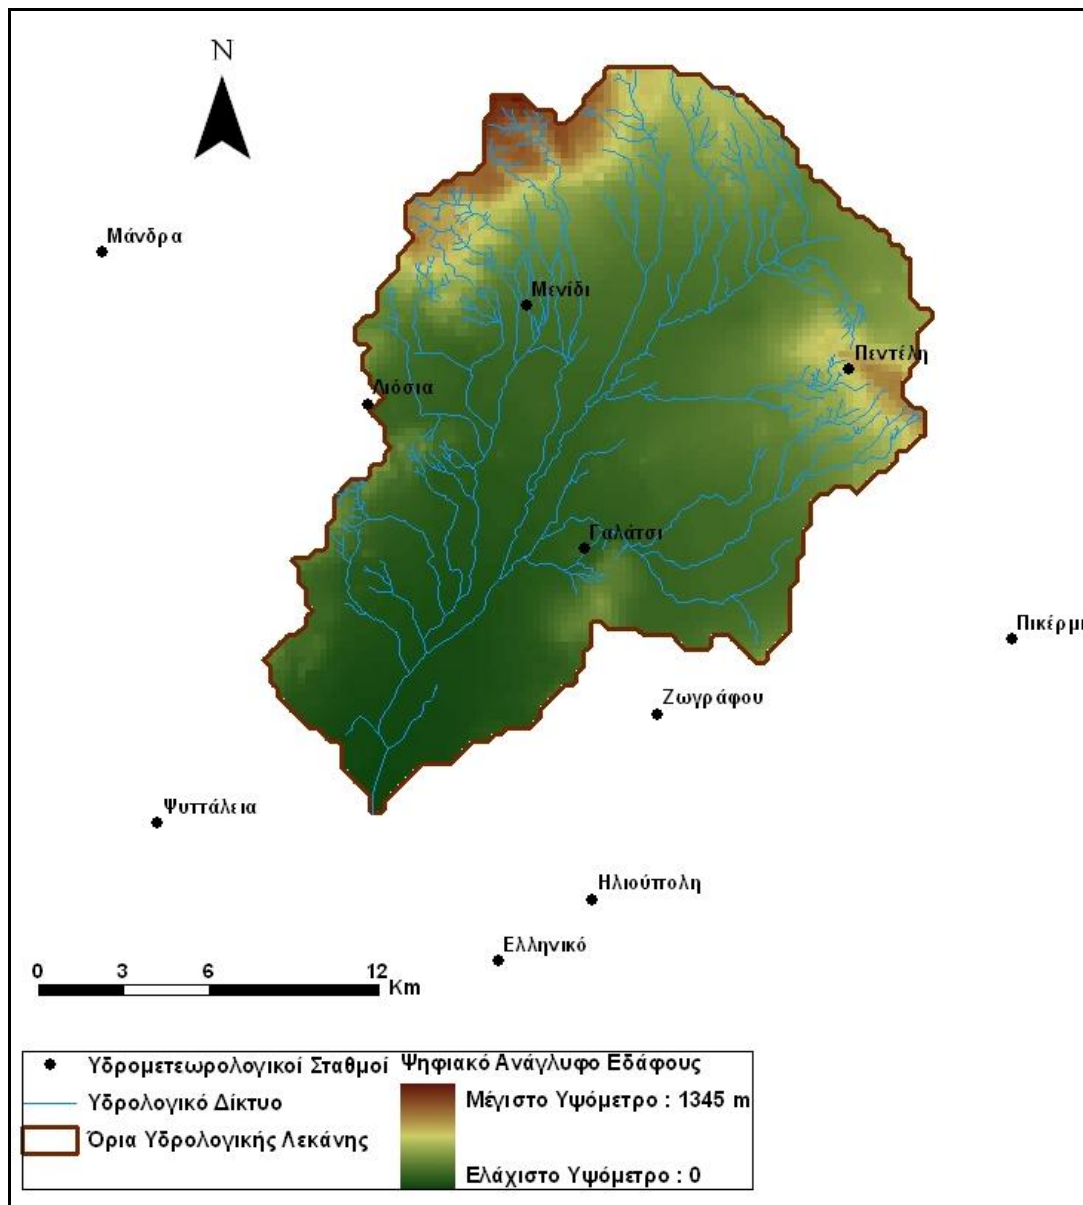 N
Μάνδρα
Μενίδι
Πεντέλη
Λιόσια
Γαλάτσι
Πικέρμι
Ζωγράφου
Ψυττάλεια
Ηλιούπολη
Ελληνικό
0 3 6 12
Km
Υδρομετεωρολογικοί Σταθμοί
Υδρολογικό Δίκτυο
Όρια Υδρολογικής Λεκάνης
Ψηφιακό Ανάγλυφο Εδάφους
Μέγιστο Υψόμετρο : 1345 m
Ελάχιστο Υψόμετρο : 0